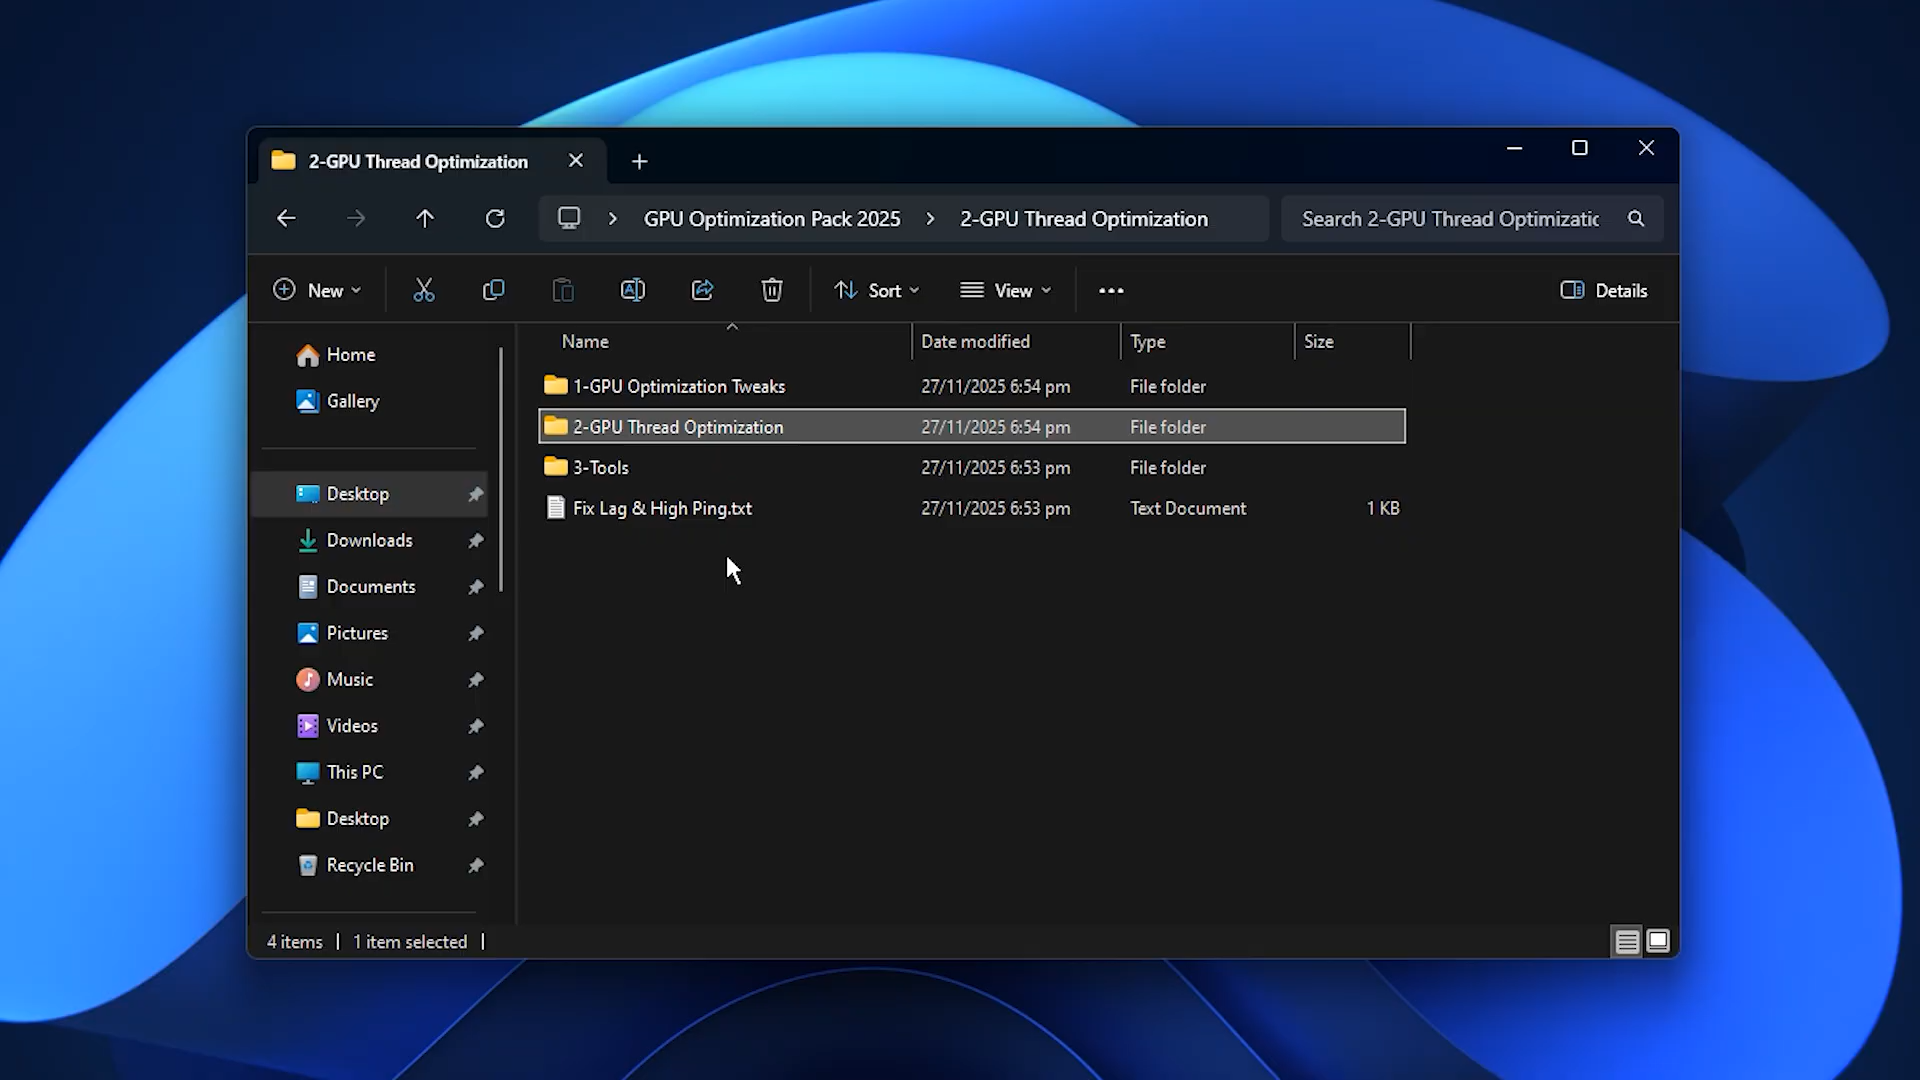 2-GPU Thread Optimization
GPU Optimization Pack 2025 2-GPU Thread Optimization Search 2-GPU Thread Optimizatic
New Sort View Details
Name Date modified Type Size
1-GPU Optimization Tweaks 27/11/2025 6:54 pm File folder
2-GPU Thread Optimization 27/11/2025 6:54 pm File folder
3-Tools 27/11/2025 6:53 pm File folder
Fix Lag & High Ping.txt 27/11/2025 6:53 pm Text Document 1 KB
Home
Gallery
Desktop
Downloads
Documents
Pictures
Music
Videos
This PC
Desktop
Recycle Bin
4 items 1 item selected